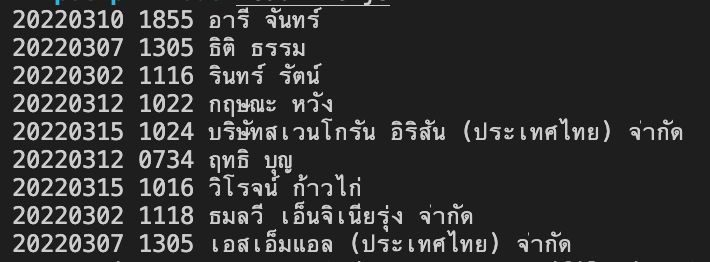 20220310 1855 อารี จันทร์
20220307 1305 ธิติ ธรรม
20220302 1116 รินทร์ รัตน์
20220312 1022 กฤษณะ หวัง
20220315 1024 บริษัทสเวนโกรัน อิริสัน (ประเทศไทย) จำกัด
20220312 0734 ฤทธิ บุญ
20220315 1016 วิโรจน์ ก้าวไก่
20220302 1118 ธมลวี เอ็นจิเนียรุ่ง จำกัด
20220307 1305 เอสเอ็มแอล (ประเทศไทย) จำกัด